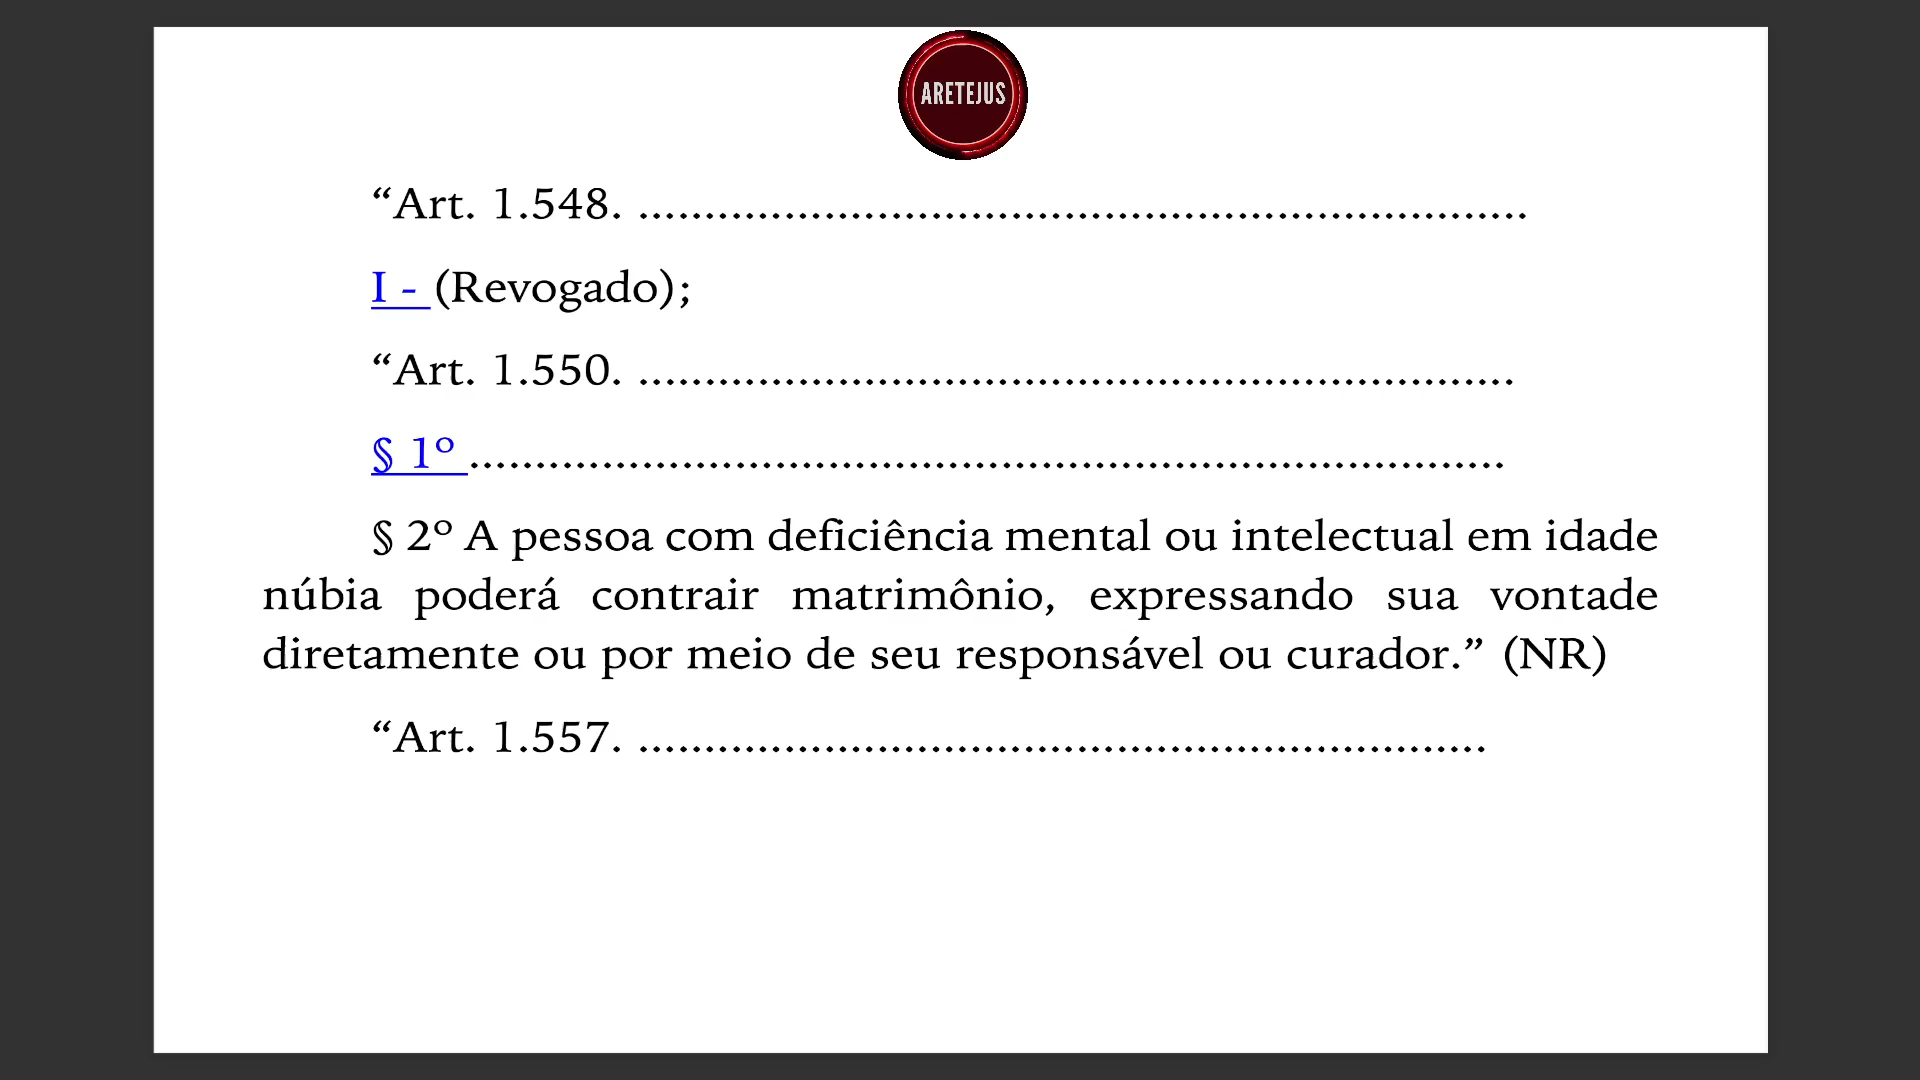 ARETEJUS
“Art. 1.548. ...................................................................
I - (Revogado);
“Art. 1.550. ..................................................................
§ 1º ..............................................................................
§ 2º A pessoa com deficiência mental ou intelectual em idade
núbia poderá contrair matrimônio, expressando sua vontade
diretamente ou por meio de seu responsável ou curador.” (NR)
“Art. 1.557. ................................................................